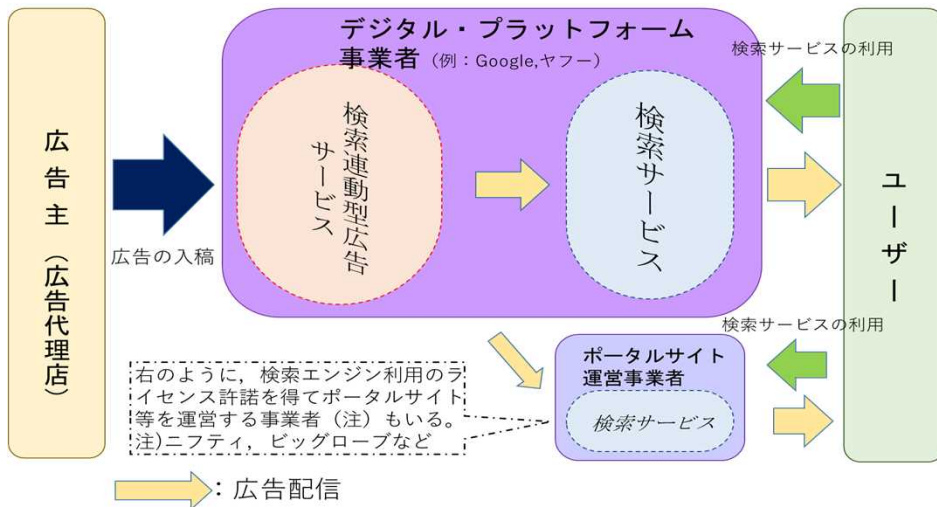 広告主（広告代理店）
広告の入稿
デジタル・プラットフォーム
事業者（例：Google,ヤフー）
検索連動型広告
サービス
検索サービス
検索サービスの利用
ユーザー
検索サービスの利用
ポータルサイト
運営事業者
検索サービス
右のように，検索エンジン利用のラ
イセンス許諾を得てポータルサイト
等を運営する事業者（注）もいる。
注)ニフティ，ビッグローブなど
：広告配信